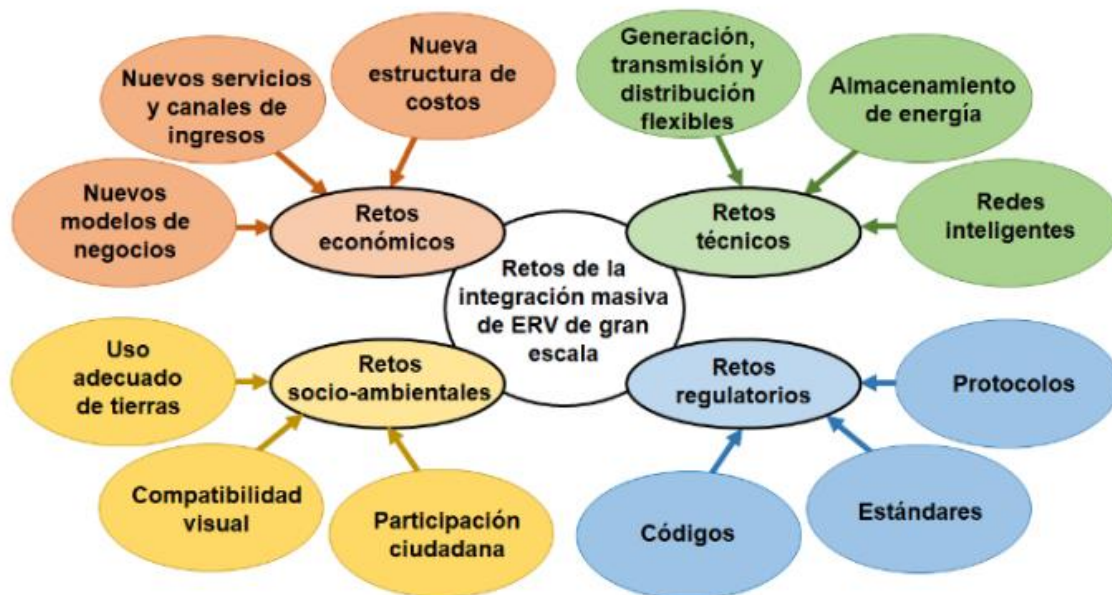 Nuevos modelos de
negocios
Nuevos servicios
y canales de
ingresos
Nueva
estructura de
costos
Retos
económicos
Generación,
transmisión y
distribución
flexibles
Almacenamiento
de energía
Redes
inteligentes
Retos
técnicos
Retos de la
integración masiva
de ERV de gran
escala
Uso
adecuado
de tierras
Compatibilidad
visual
Participación
ciudadana
Retos
socio-ambientales
Retos
regulatorios
Protocolos
Estándares
Códigos